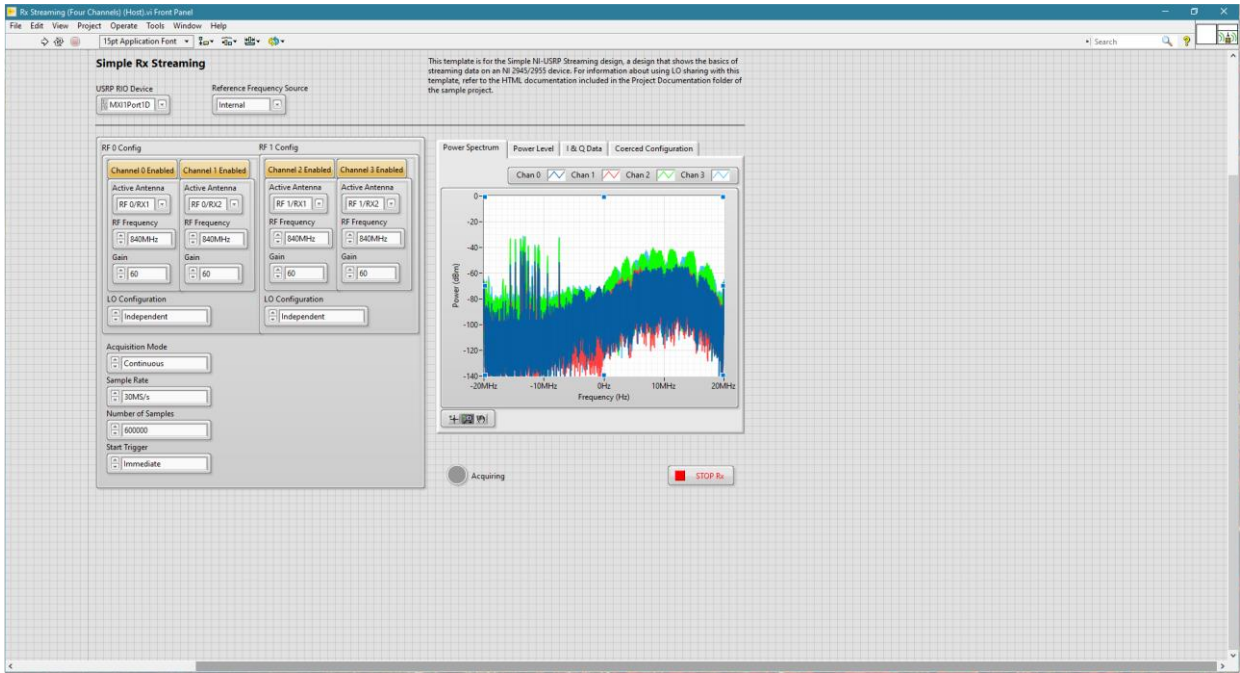 Rx Streaming (Four Channels) (Host).vi Front Panel
File Edit View Project Operate Tools Window Help
15pt Application Font
Search
Simple Rx Streaming
This template is for the Simple NI-USRP Streaming design, a design that shows the basics of
streaming data on an NI 2945/2955 device. For information about using LO sharing with this
template, refer to the HTML documentation included in the Project Documentation folder of
the sample project.
USRP RIO Device Reference Frequency Source
MXI1Port1D Internal
RF 0 Config RF 1 Config
Channel 0 Enabled Channel 1 Enabled Channel 2 Enabled Channel 3 Enabled
Active Antenna Active Antenna Active Antenna Active Antenna
RF 0/RX1 RF 0/RX2 RF 1/RX1 RF 1/RX2
RF Frequency RF Frequency RF Frequency RF Frequency
840MHz 840MHz 840MHz 840MHz
Gain Gain Gain Gain
60 60 60 60
LO Configuration LO Configuration
Independent Independent
Acquisition Mode
Continuous
Sample Rate
30MS/s
Number of Samples
600000
Start Trigger
Immediate
Power Spectrum Power Level I & Q Data Coerced Configuration
Chan 0 Chan 1 Chan 2 Chan 3
0
-20
-40
-60
-80
-100
-120
-140
Power (dBm)
-20MHz -10MHz 0Hz 10MHz 20MHz
Frequency (Hz)
Acquiring STOP Rx